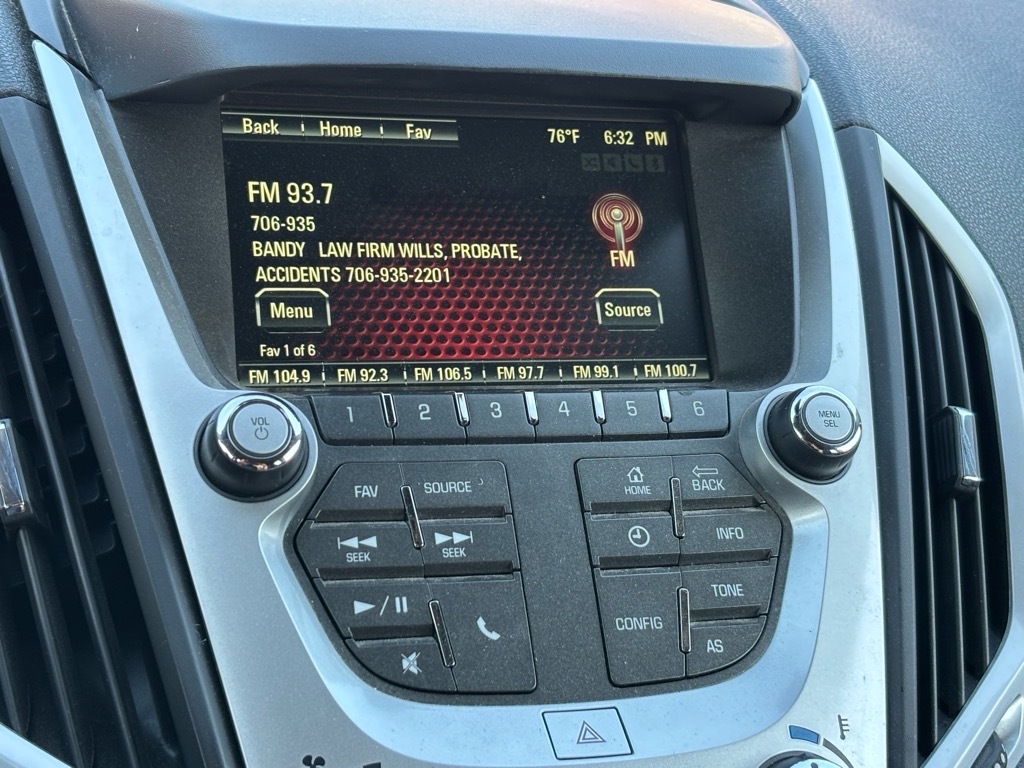 Back Home Fav 76°F 6:32 PM
FM 93.7
706-935
BANDY LAW FIRM WILLS, PROBATE,
ACCIDENTS 706-935-2201
FM
Menu Source
Fav 1 of 6
FM 104.9 FM 92.3 FM 106.5 FM 97.7 FM 99.1 FM 100.7
1 2 3 4 5 6
VOL
MENU
SEL
FAV SOURCE
HOME BACK
SEEK SEEK
INFO
CONFIG TONE
AS